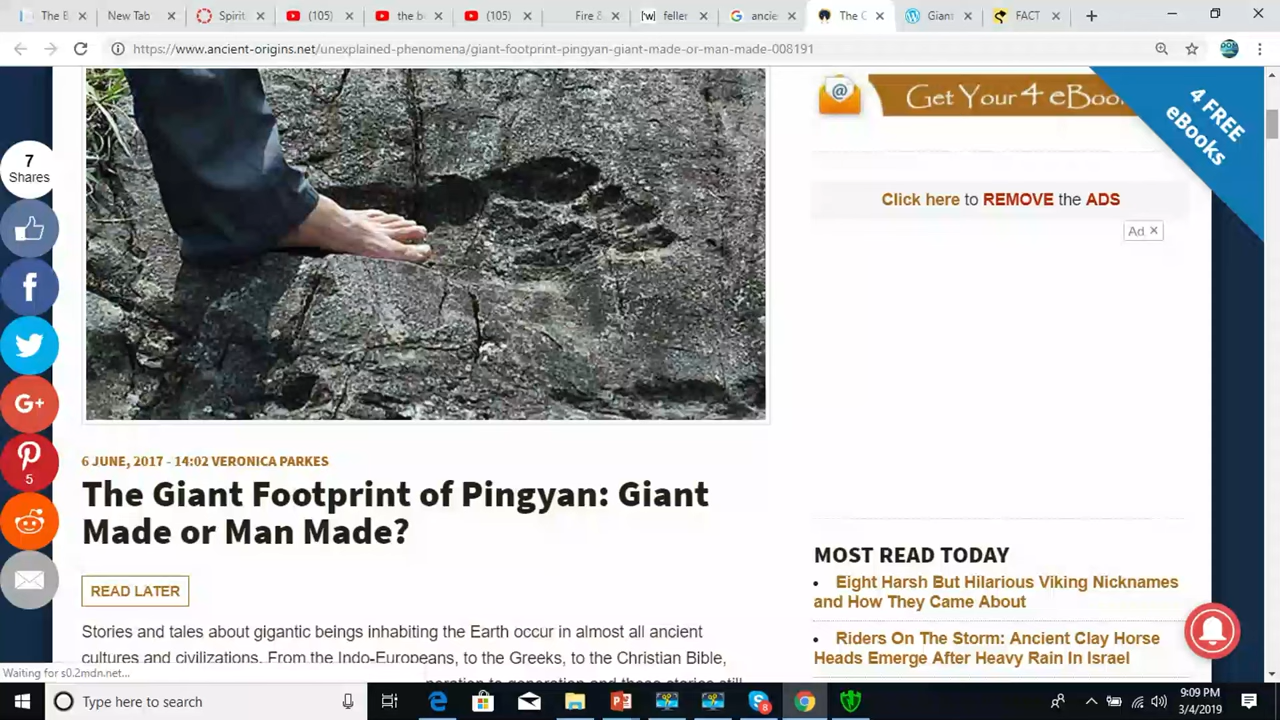 The B
New Tab
Spirit
(105)
the b
(105)
Fire &
[w] feller
ancie
The C
Giant
FACT
https://www.ancient-origins.net/unexplained-phenomena/giant-footprint-pingyan-giant-made-or-man-made-008191
7
Shares
G+
5
Get Your 4 eBoo
4 FREE
eBooks
Click here to REMOVE the ADS
Ad
6 JUNE, 2017 - 14:02 VERONICA PARKES
The Giant Footprint of Pingyan: Giant
Made or Man Made?
READ LATER
Stories and tales about gigantic beings inhabiting the Earth occur in almost all ancient
cultures and civilizations. From the Indo-Europeans, to the Greeks, to the Christian Bible,
MOST READ TODAY
Eight Harsh But Hilarious Viking Nicknames
and How They Came About
Riders On The Storm: Ancient Clay Horse
Heads Emerge After Heavy Rain In Israel
Waiting for s0.2mdn.net...
Type here to search
8
9:09 PM
3/4/2019